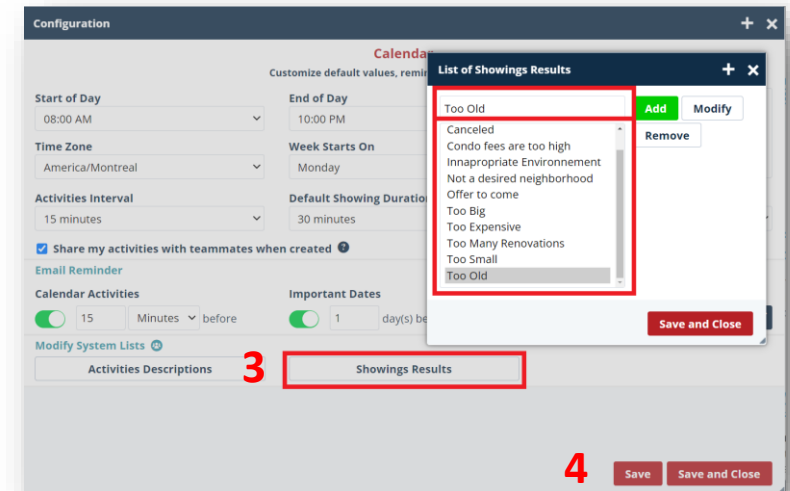 Configuration
Calendar
Customize default values, remin
Start of Day
End of Day
08:00 AM
10:00 PM
Time Zone
Week Starts On
America/Montreal
Monday
Activities Interval
Default Showing Duration
15 minutes
30 minutes
Share my activities with teammates when created
Email Reminder
Calendar Activities
Important Dates
15 Minutes before
1 day(s) be
Modify System Lists
3
Activities Descriptions
Showings Results
4
Save
Save and Close
List of Showings Results
Too Old
Add
Modify
Remove
Canceled
Condo fees are too high
Innapropriate Environnement
Not a desired neighborhood
Offer to come
Too Big
Too Expensive
Too Many Renovations
Too Small
Too Old
Save and Close